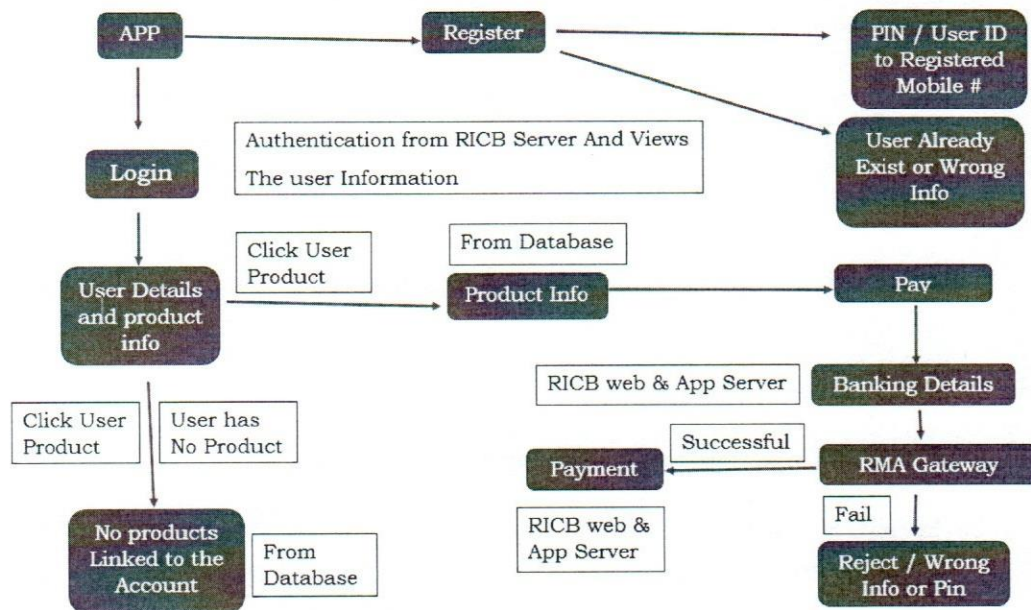 APP
Register
PIN / User ID
to Registered
Mobile #
Authentication from RICB Server And Views
The user Information
User Already
Exist or Wrong
Info
Login
Click User
Product
From Database
User Details
and product
info
Product Info
Pay
RICB web & App Server
Banking Details
Click User
Product
User has
No Product
Successful
Payment
RMA Gateway
Fail
RICB web &
App Server
No products
Linked to the
Account
From
Database
Reject / Wrong
Info or Pin